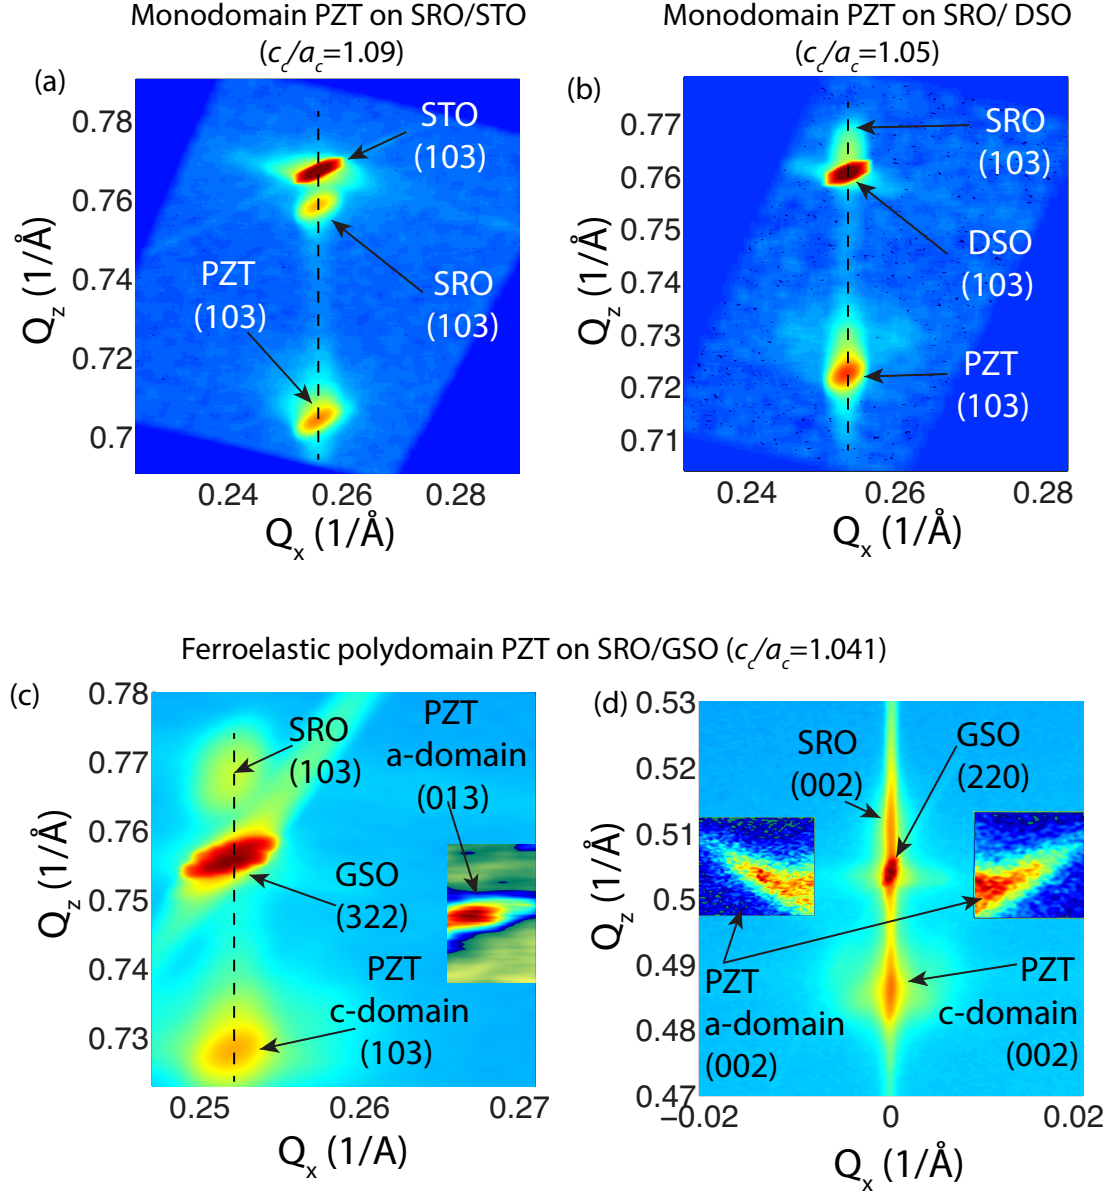 Monodomain PZT on SRO/STO
(c_c/a_c=1.09)
Monodomain PZT on SRO/ DSO
(c_c/a_c=1.05)
(a)
0.78
0.76
0.74
0.72
0.7
Q_z (1/Å)
STO
(103)
PZT
(103)
SRO
(103)
0.24
0.26
0.28
Q_x (1/Å)
(b)
0.77
0.76
0.75
0.74
0.73
0.72
0.71
Q_z (1/Å)
SRO
(103)
DSO
(103)
PZT
(103)
0.24
0.26
0.28
Q_x (1/Å)
Ferroelastic polydomain PZT on SRO/GSO (c_c/a_c=1.041)
(c)
0.78
0.77
0.76
0.75
0.74
0.73
Q_z (1/Å)
SRO
(103)
PZT
a-domain
(013)
GSO
(322)
PZT
c-domain
(103)
0.25
0.26
0.27
Q_x (1/A)
(d)
0.53
0.52
0.51
0.5
0.49
0.48
0.47
Q_z (1/Å)
SRO
(002)
GSO
(220)
PZT
a-domain
(002)
PZT
c-domain
(002)
−0.02
0
0.02
Q_x (1/Å)